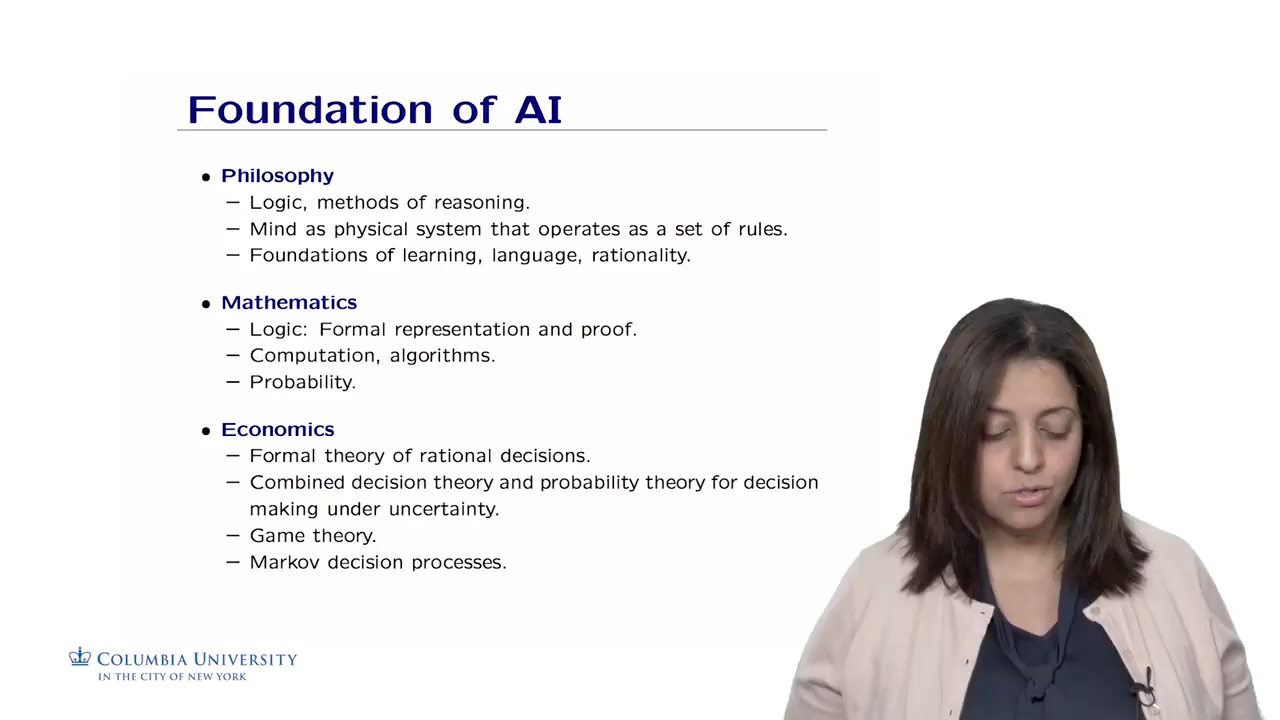 Foundation of AI
• Philosophy
– Logic, methods of reasoning.
– Mind as physical system that operates as a set of rules.
– Foundations of learning, language, rationality.
• Mathematics
– Logic: Formal representation and proof.
– Computation, algorithms.
– Probability.
• Economics
– Formal theory of rational decisions.
– Combined decision theory and probability theory for decision
making under uncertainty.
– Game theory.
– Markov decision processes.
COLUMBIA UNIVERSITY
IN THE CITY OF NEW YORK